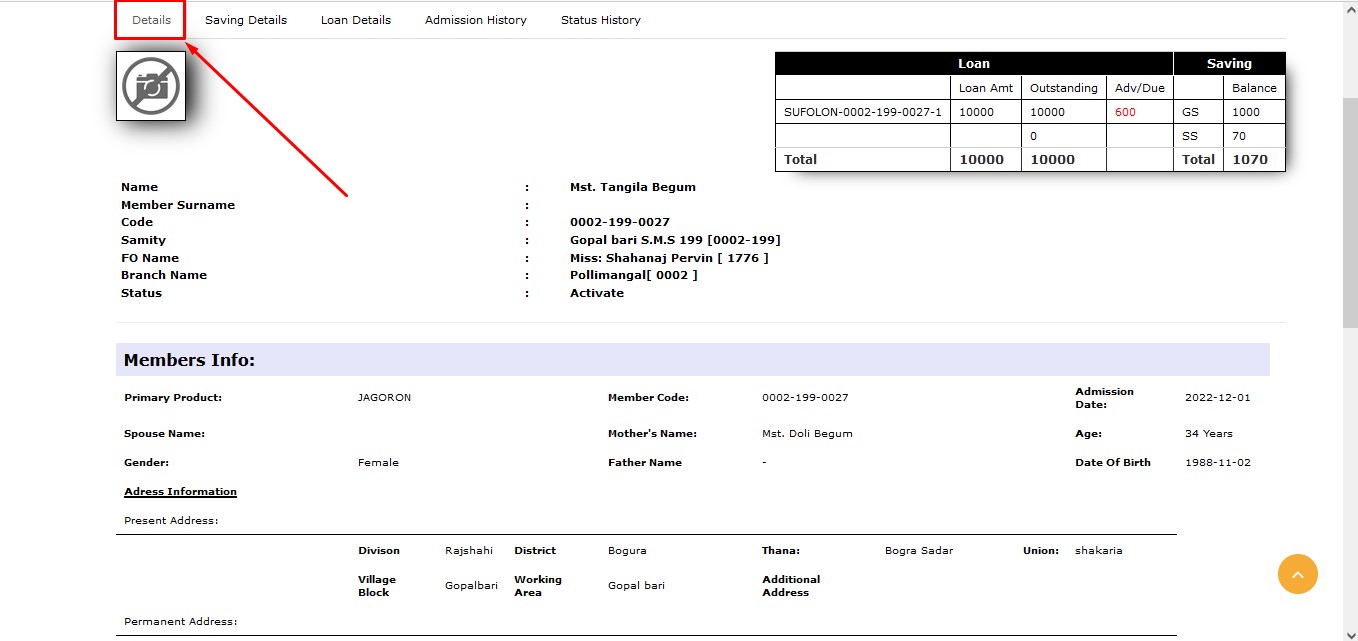 Details Saving Details Loan Details Admission History Status History
Loan Saving
Loan Amt Outstanding Adv/Due Balance
SUFOLON-0002-199-0027-1 10000 10000 600 GS 1000
0 SS 70
Total 10000 10000 Total 1070
Name : Mst. Tangila Begum
Member Surname :
Code : 0002-199-0027
Samity : Gopal bari S.M.S 199 [0002-199]
FO Name : Miss: Shahanaj Pervin [ 1776 ]
Branch Name : Pollimangal[ 0002 ]
Status : Activate
Members Info:
Primary Product: JAGORON Member Code: 0002-199-0027 Admission Date: 2022-12-01
Spouse Name: Mother's Name: Mst. Doli Begum Age: 34 Years
Gender: Female Father Name - Date Of Birth 1988-11-02
Adress Information
Present Address:
Divison Rajshahi District Bogura Thana: Bogra Sadar Union: shakaria
Village Block Gopalbari Working Area Gopal bari Additional Address
Permanent Address: